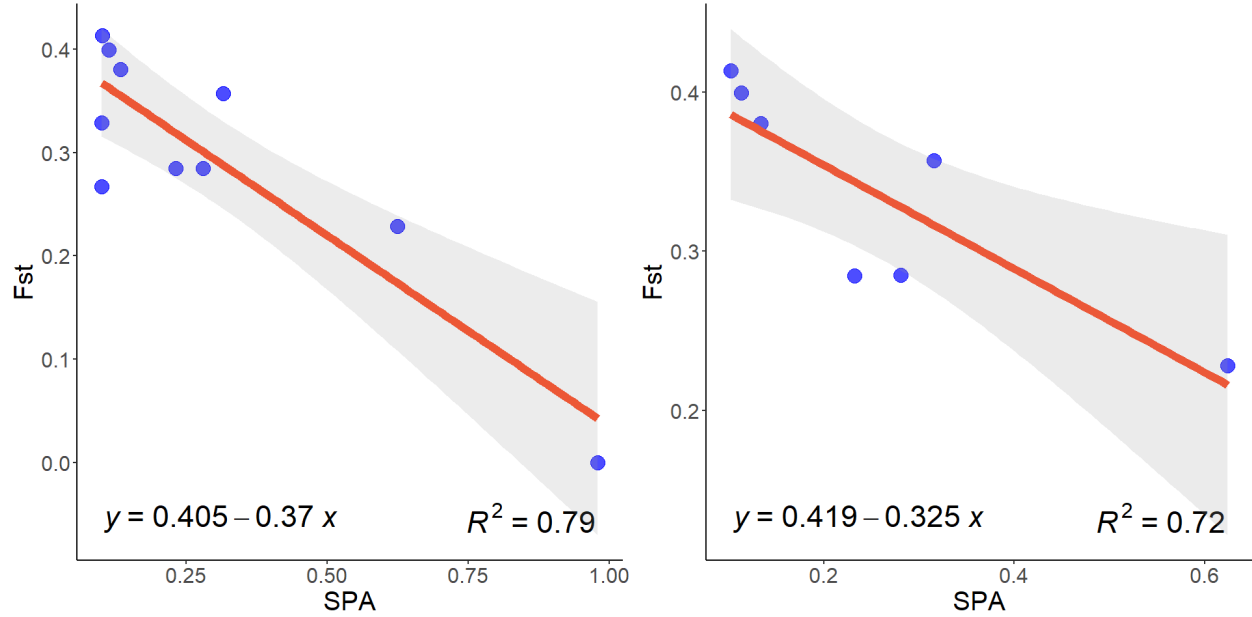 0.4
0.3
0.2
0.1
0.0
Fst
y = 0.405 – 0.37 x
R² = 0.79
0.25 0.50 0.75 1.00
SPA
0.4
0.3
0.2
Fst
y = 0.419 – 0.325 x
R² = 0.72
0.2 0.4 0.6
SPA